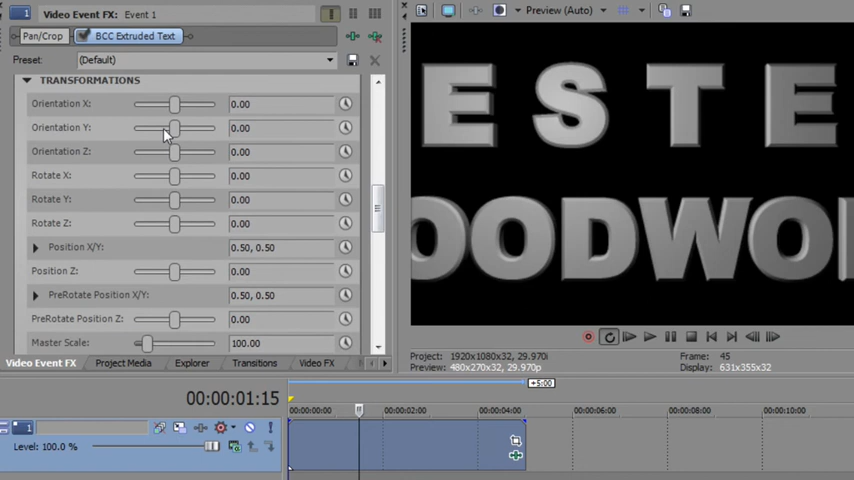 1 Video Event FX: Event 1
Pan/Crop BCC Extruded Text
Preset: (Default)
TRANSFORMATIONS
Orientation X: 0.00
Orientation Y: 0.00
Orientation Z: 0.00
Rotate X: 0.00
Rotate Y: 0.00
Rotate Z: 0.00
Position X/Y: 0.50, 0.50
Position Z: 0.00
PreRotate Position X/Y: 0.50, 0.50
PreRotate Position Z: 0.00
Master Scale: 100.00
Video Event FX Project Media Explorer Transitions Video FX
Preview (Auto)
ESTE
OODWO
Project: 1920x1080x32, 29.970i
Preview: 480x270x32, 29.970p
Frame: 45
Display: 631x355x32
00:00:01:15
+5:00
00:00:00:00 00:00:02:00 00:00:04:00 00:00:06:00 00:00:08:00 00:00:10:00
1
Level: 100.0 %